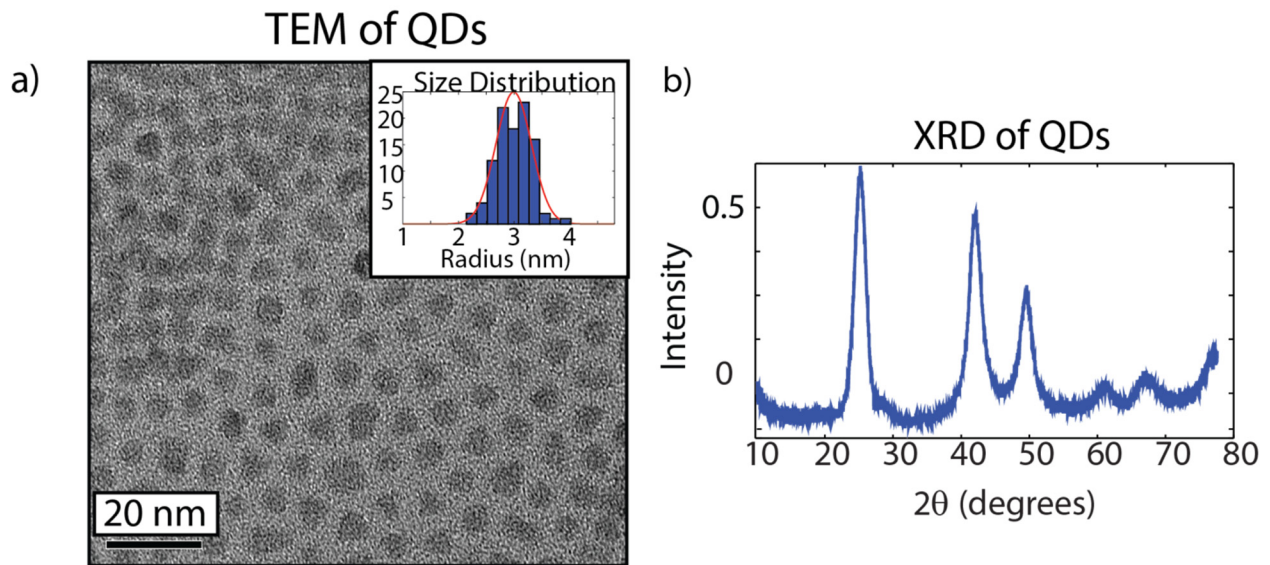 TEM of QDs
a)
Size Distribution
25
20
15
10
5
1 2 3 4
Radius (nm)
20 nm
b)
XRD of QDs
0.5
0
Intensity
10 20 30 40 50 60 70 80
2θ (degrees)